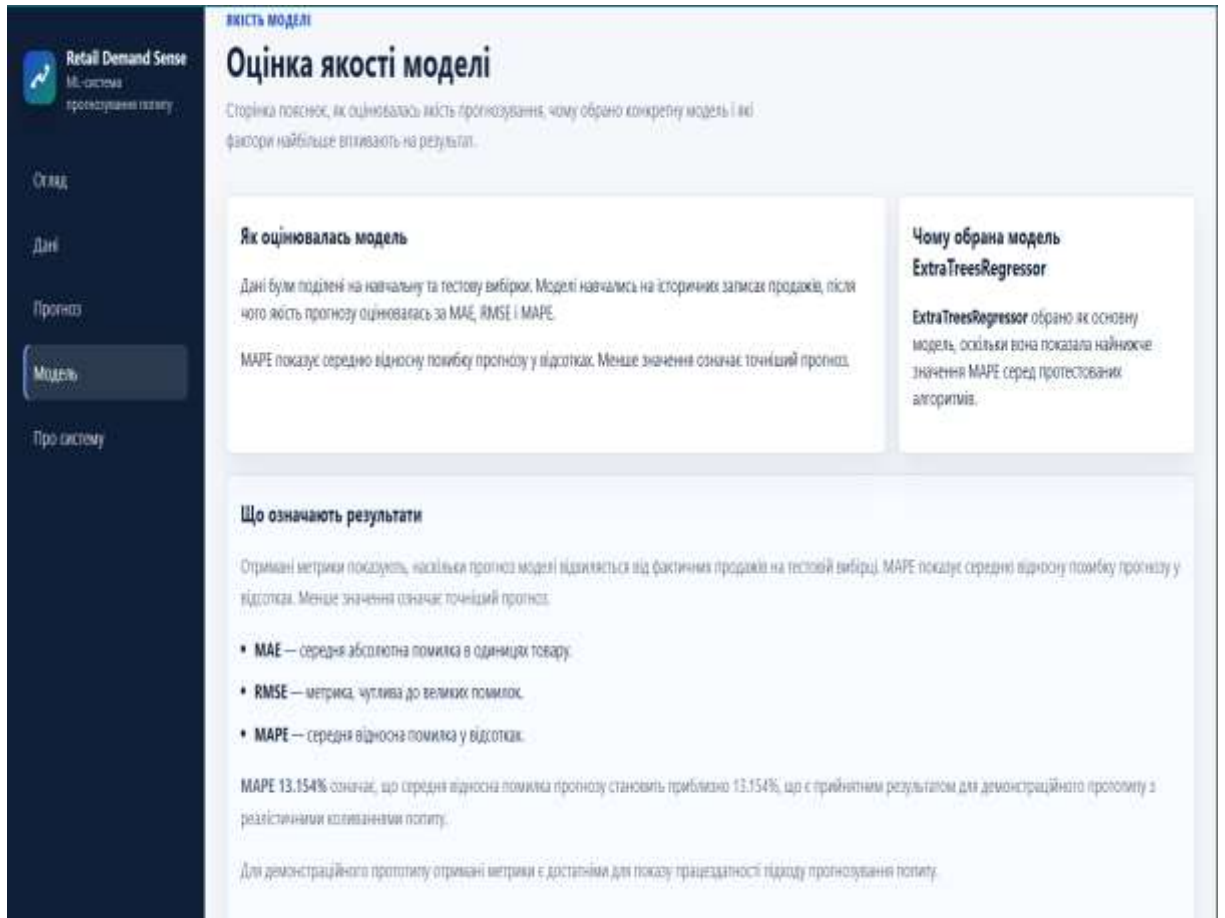 Retail Demand Sense
ML-система
прогнозування попиту
Огляд
Дані
Прогноз
Модель
Про систему
ЯКІСТЬ МОДЕЛІ
Оцінка якості моделі
Сторінка пояснює, як оцінювалась якість прогнозування, чому обрано конкретну модель і які
фактори найбільше впливають на результат.
Як оцінювалась модель
Дані були поділені на навчальну та тестову вибірки. Моделі навчались на історичних записах продажів, після
чого якість прогнозу оцінювалась за MAE, RMSE і MAPE.
MAPE показує середню відносну похибку прогнозу у відсотках. Менше значення означає точніший прогноз.
Чому обрана модель
ExtraTreesRegressor
ExtraTreesRegressor обрано як основну
модель, оскільки вона показала найнижче
значення MAPE серед протестованих
алгоритмів.
Що означають результати
Отримані метрики показують, наскільки прогноз моделі відхиляється від фактичних продажів на тестовій вибірці. MAPE показує середню відносну похибку прогнозу у
відсотках. Менше значення означає точніший прогноз.
• MAE — середня абсолютна помилка в одиницях товару.
• RMSE — метрика, чутлива до великих помилок.
• MAPE — середня відносна помилка у відсотках.
MAPE 13.154% означає, що середня відносна помилка прогнозу становить приблизно 13.154%, що є прийнятним результатом для демонстраційного прототипу з
реалістичними коливаннями попиту.
Для демонстраційного прототипу отримані метрики є достатніми для показу працездатності підходу прогнозування попиту.